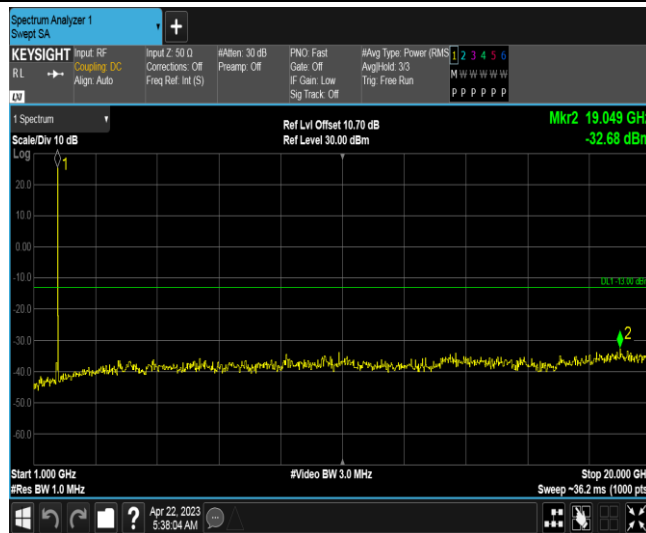 Spectrum Analyzer 1
Swept SA
+
KEYSIGHT Input: RF Input Z: 50 Ω #Atten: 30 dB PNO: Fast #Avg Type: Power (RMS 1 2 3 4 5 6
RL Coupling: DC Corrections: Off Preamp: Off Gate: Off Avg|Hold: 3/3 M W W W W W
Align: Auto Freq Ref: Int (S) IF Gain: Low Trig: Free Run
Sig Track: Off P P P P P P
LXI
1 Spectrum Ref Lvl Offset 10.70 dB Mkr2 19.049 GHz
Scale/Div 10 dB Ref Level 30.00 dBm -32.68 dBm
Log
1
20.0
10.0
0.00
-10.0
DL1 -13.00 dBm
-20.0
-30.0
2
-40.0
-50.0
-60.0
Start 1.000 GHz #Video BW 3.0 MHz Stop 20.000 GHz
#Res BW 1.0 MHz Sweep ~36.2 ms (1000 pts)
? Apr 22, 2023
5:38:04 AM